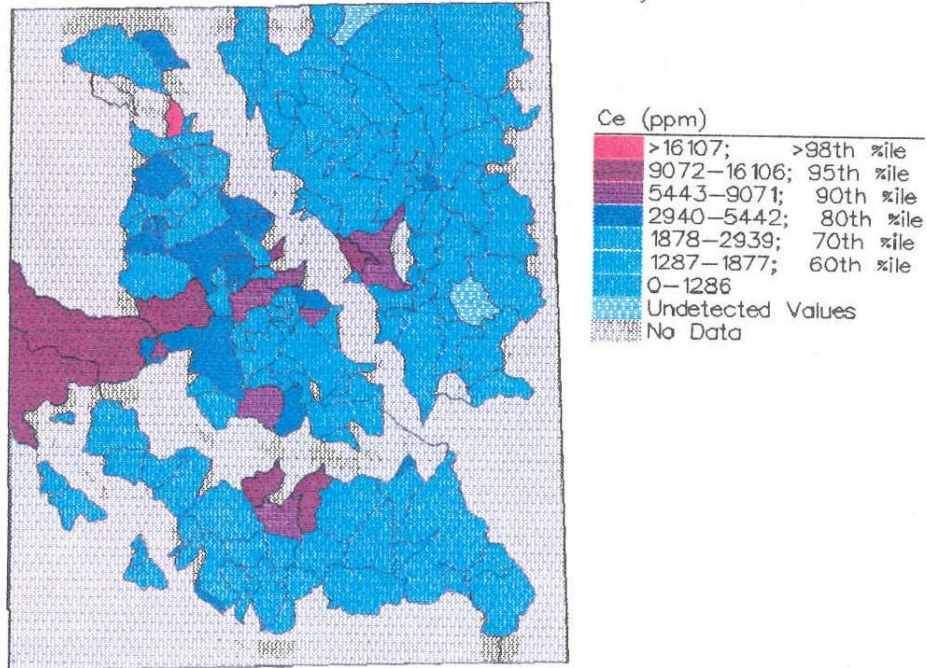 Ce (ppm)
>16107; >98th %ile
9072-16106; 95th %ile
5443-9071; 90th %ile
2940-5442; 80th %ile
1878-2939; 70th %ile
1287-1877; 60th %ile
0-1286
Undetected Values
No Data